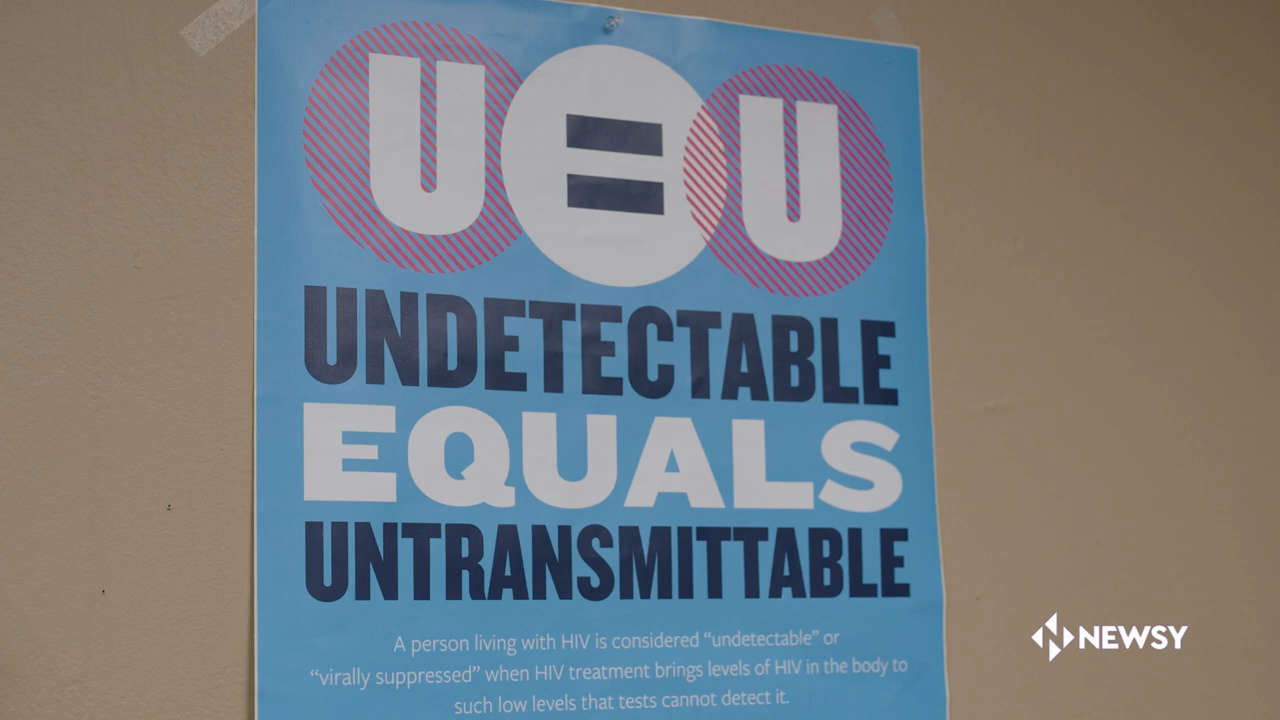 U=U
UNDETECTABLE
EQUALS
UNTRANSMITTABLE
A person living with HIV is considered “undetectable” or
“virally suppressed” when HIV treatment brings levels of HIV in the body to
such low levels that tests cannot detect it.
NEWSY